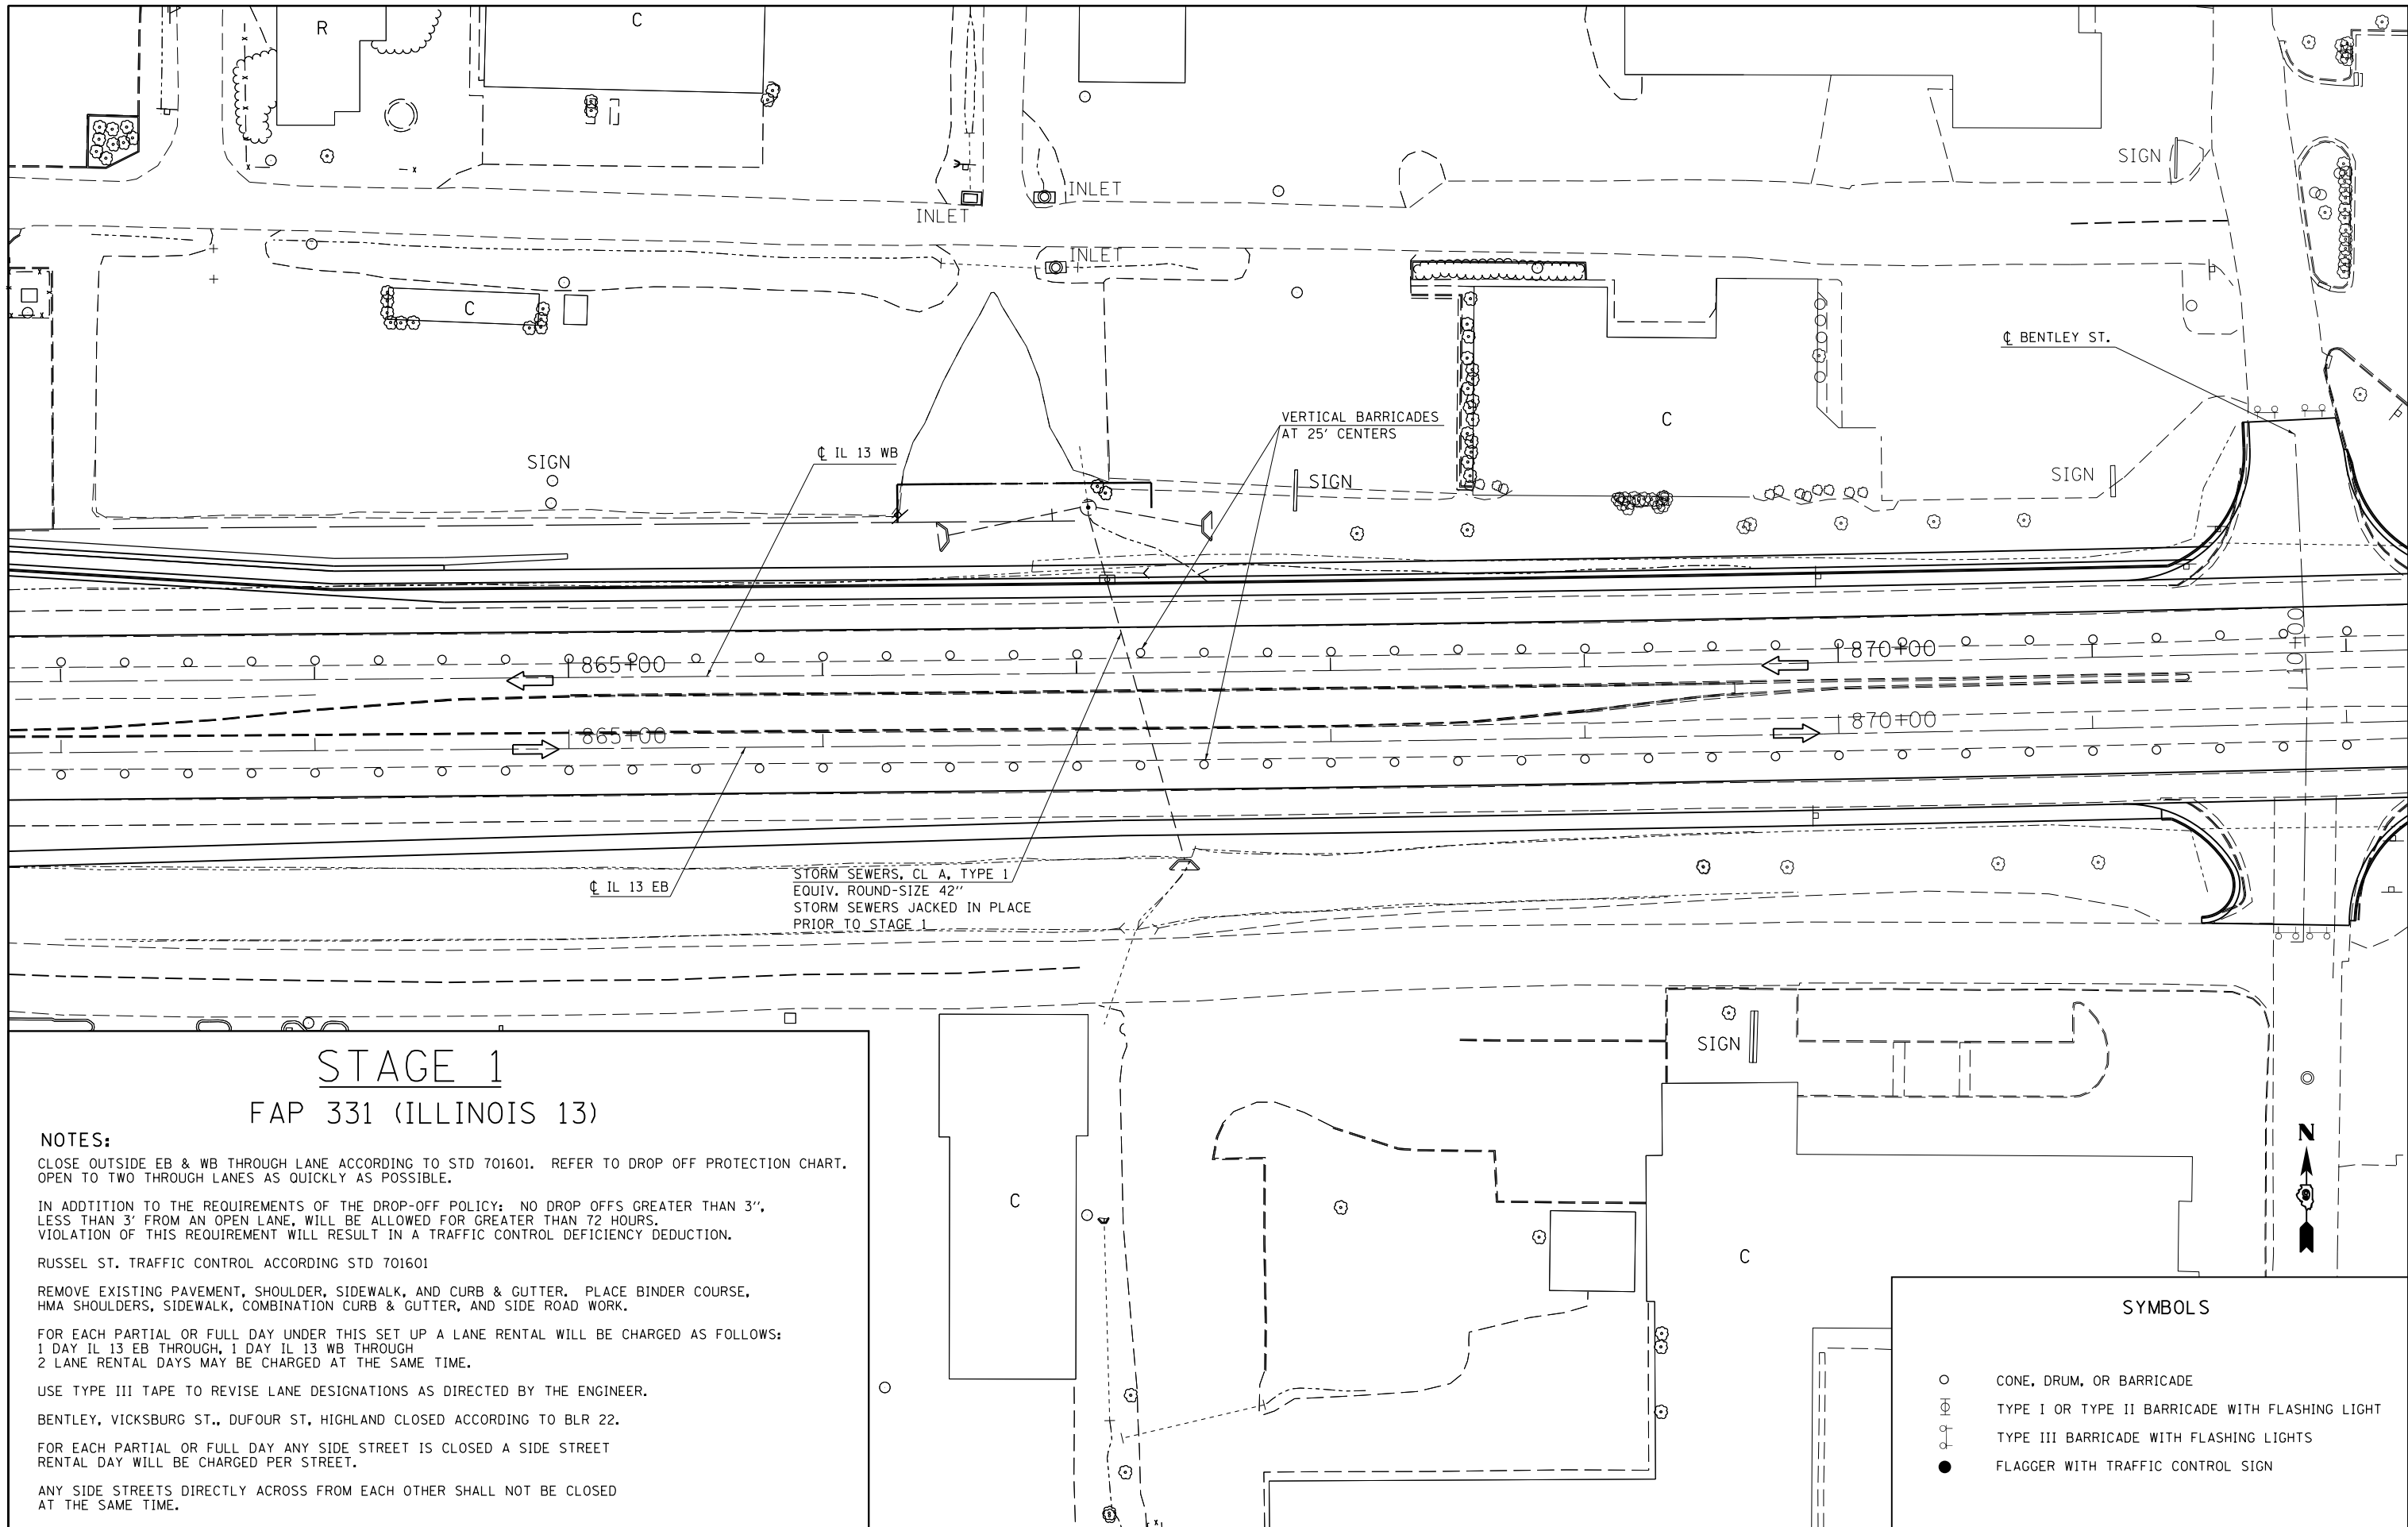 R
C
INLET
INLET
INLET
SIGN
C
℄ BENTLEY ST.
VERTICAL BARRICADES
AT 25' CENTERS
C
℄ IL 13 WB
SIGN
SIGN
SIGN
10+00
865+00
870+00
865+00
870+00
℄ IL 13 EB
STORM SEWERS, CL A, TYPE 1
EQUIV. ROUND-SIZE 42"
STORM SEWERS JACKED IN PLACE
PRIOR TO STAGE 1
SIGN
C
C
N
STAGE 1
FAP 331 (ILLINOIS 13)
NOTES:
CLOSE OUTSIDE EB & WB THROUGH LANE ACCORDING TO STD 701601. REFER TO DROP OFF PROTECTION CHART.
OPEN TO TWO THROUGH LANES AS QUICKLY AS POSSIBLE.
IN ADDTITION TO THE REQUIREMENTS OF THE DROP-OFF POLICY: NO DROP OFFS GREATER THAN 3",
LESS THAN 3' FROM AN OPEN LANE, WILL BE ALLOWED FOR GREATER THAN 72 HOURS.
VIOLATION OF THIS REQUIREMENT WILL RESULT IN A TRAFFIC CONTROL DEFICIENCY DEDUCTION.
RUSSEL ST. TRAFFIC CONTROL ACCORDING STD 701601
REMOVE EXISTING PAVEMENT, SHOULDER, SIDEWALK, AND CURB & GUTTER. PLACE BINDER COURSE,
HMA SHOULDERS, SIDEWALK, COMBINATION CURB & GUTTER, AND SIDE ROAD WORK.
FOR EACH PARTIAL OR FULL DAY UNDER THIS SET UP A LANE RENTAL WILL BE CHARGED AS FOLLOWS:
1 DAY IL 13 EB THROUGH, 1 DAY IL 13 WB THROUGH
2 LANE RENTAL DAYS MAY BE CHARGED AT THE SAME TIME.
USE TYPE III TAPE TO REVISE LANE DESIGNATIONS AS DIRECTED BY THE ENGINEER.
BENTLEY, VICKSBURG ST., DUFOUR ST, HIGHLAND CLOSED ACCORDING TO BLR 22.
FOR EACH PARTIAL OR FULL DAY ANY SIDE STREET IS CLOSED A SIDE STREET
RENTAL DAY WILL BE CHARGED PER STREET.
ANY SIDE STREETS DIRECTLY ACROSS FROM EACH OTHER SHALL NOT BE CLOSED
AT THE SAME TIME.
SYMBOLS
CONE, DRUM, OR BARRICADE
TYPE I OR TYPE II BARRICADE WITH FLASHING LIGHT
TYPE III BARRICADE WITH FLASHING LIGHTS
FLAGGER WITH TRAFFIC CONTROL SIGN